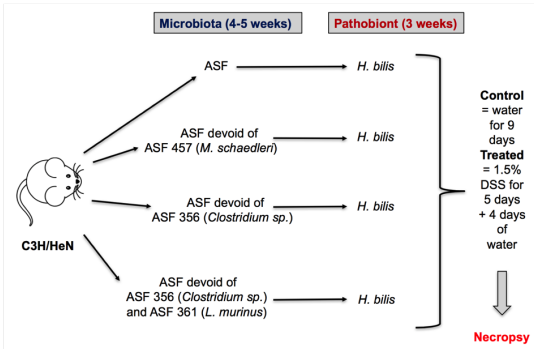 Microbiota (4-5 weeks)
Pathobiont (3 weeks)
ASF
H. bilis
ASF devoid of
ASF 457 (M. schaedleri)
H. bilis
ASF devoid of
ASF 356 (Clostridium sp.)
H. bilis
ASF devoid of
ASF 356 (Clostridium sp.)
and ASF 361 (L. murinus)
H. bilis
C3H/HeN
Control
= water
for 9
days
Treated
= 1.5%
DSS for
5 days
+ 4 days
of
water
Necropsy